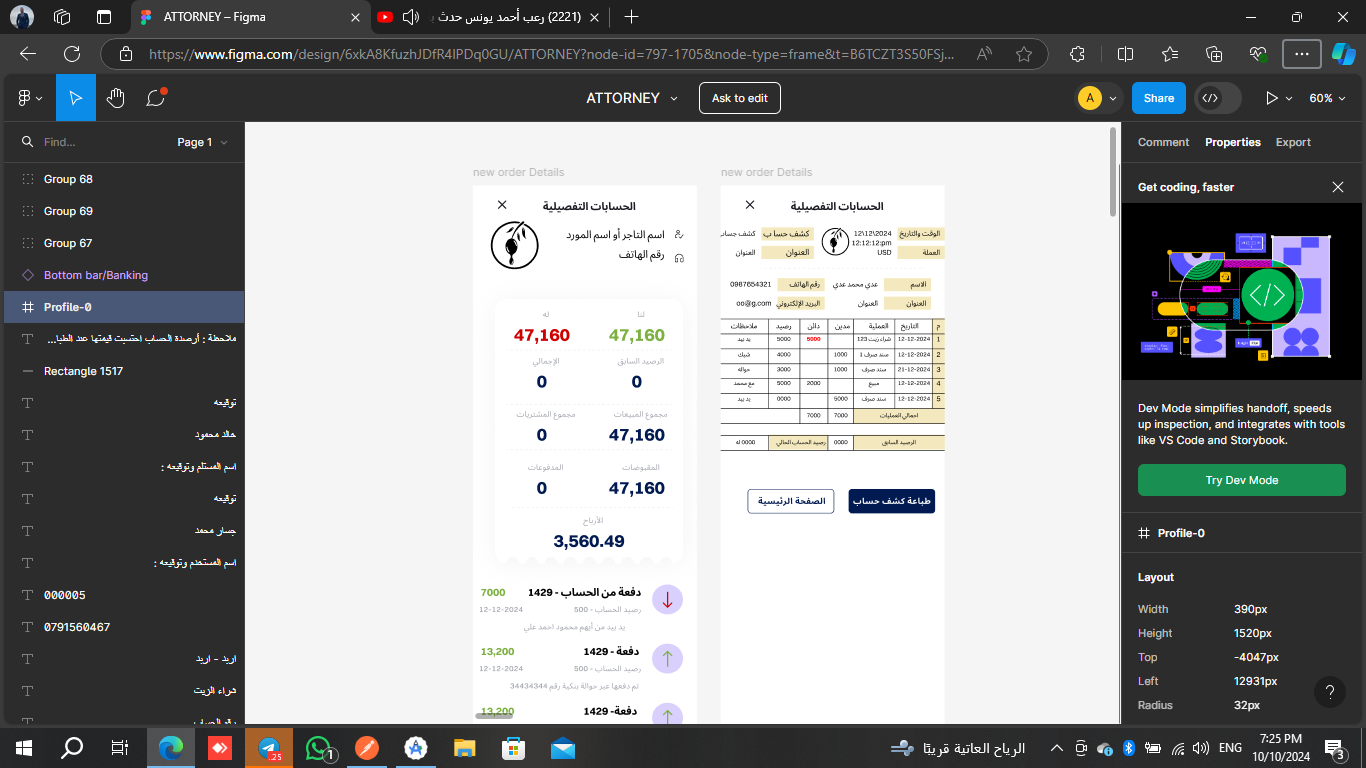 ATTORNEY – Figma
(2221) رعب أحمد يونس حدث ؛
https://www.figma.com/design/6xkA8KfuzhJDfR4lPDq0GU/ATTORNEY?node-id=797-1705&node-type=frame&t=B6TCZT3S50FSj...
ATTORNEY
Ask to edit
A
Share
60%
Find...
Page 1
Group 68
Group 69
Group 67
Bottom bar/Banking
Profile-0
ملاحظة : أرصدة الحساب احتسبت قيمتها عند الطبا...
Rectangle 1517
توقيعه
خالد محمود
اسم المستلم وتوقيعه :
توقيعه
جسار محمد
اسم المستخدم وتوقيعه :
000005
0791560467
اربد - اربد
شراء الزيت
new order Details
الحسابات التفصيلية
اسم التاجر أو اسم المورد
رقم الهاتف
لنا
له
47,160
47,160
الرصيد السابق
الإجمالي
0
0
مجموع المبيعات
مجموع المشتريات
47,160
0
المقبوضات
المدفوعات
47,160
0
الأرباح
3,560.49
دفعة من الحساب - 1429
7000
رصيد الحساب - 500
12-12-2024
يد بيد من أيهم محمود احمد علي
دفعة - 1429
13,200
رصيد الحساب - 500
12-12-2024
تم دفعها عبر حوالة بنكية رقم 34434344
دفعة- 1429
13,200
new order Details
الحسابات التفصيلية
الوقت والتاريخ
12\12\2024
12:12:12:pm
كشف حسا ب
كشف جساب
العملة
USD
العنوان
العنوان
الاسم
عدي محمد عدي
رقم الهاتف
0987654321
العنوان
العنوان
البريد الإلكتروني
oo@g.com
م التاريخ العملية مدين دائن رصيد ملاحظات
1 12-12-2024 شراء زيت 123 5000 5000 يد بيد
2 12-12-2024 سند صرف 1 1000 4000 شيك
3 21-12-2024 سند صرف 1000 3000 حواله
4 12-12-2024 مبيع 2000 5000 مع محمد
5 12-12-2024 سند صرف 5000 0000 يد بيد
اجمالي العمليات 7000 7000
الرصيد السابق 0000 رصيد الحساب الحالي 0000 له
طباعة كشف حساب
الصفحة الرئيسية
Comment
Properties
Export
Get coding, faster
Dev Mode simplifies handoff, speeds
up inspection, and integrates with tools
like VS Code and Storybook.
Try Dev Mode
Profile-0
Layout
Width 390px
Height 1520px
Top -4047px
Left 12931px
Radius 32px
?
.25
1
الرياح العاتية قريبًا
ENG
7:25 PM
10/10/2024
3